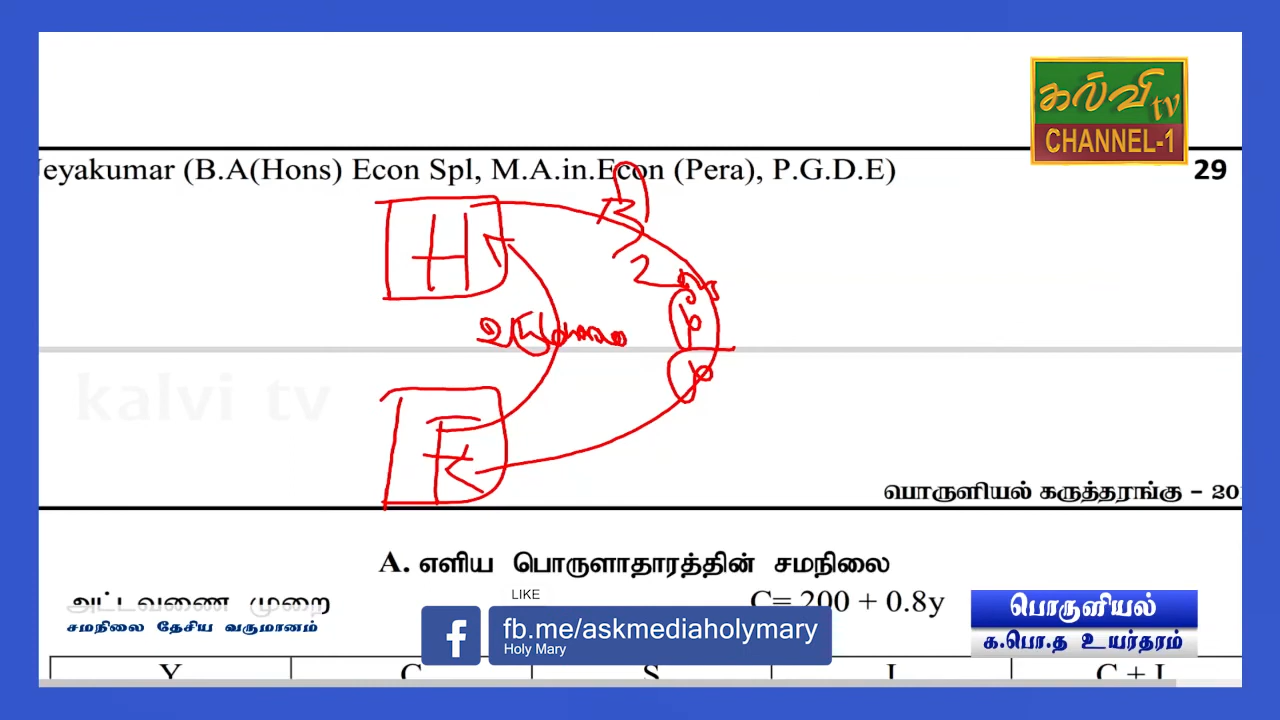 கல்வி tv
CHANNEL-1
Jeyakumar (B.A(Hons) Econ Spl, M.A.in.Econ (Pera), P.G.D.E)
29
H
F
kalvi tv
பொருளியல் கருத்தரங்கு – 20
A. எளிய பொருளாதாரத்தின் சமநிலை
அட்டவணை முறை
C= 200 + 0.8y
சமநிலை தேசிய வருமானம்
LIKE
fb.me/askmediaholymary
Holy Mary
பொருளியல்
க.பொ.த உயர்தரம்
Y C S I C + I